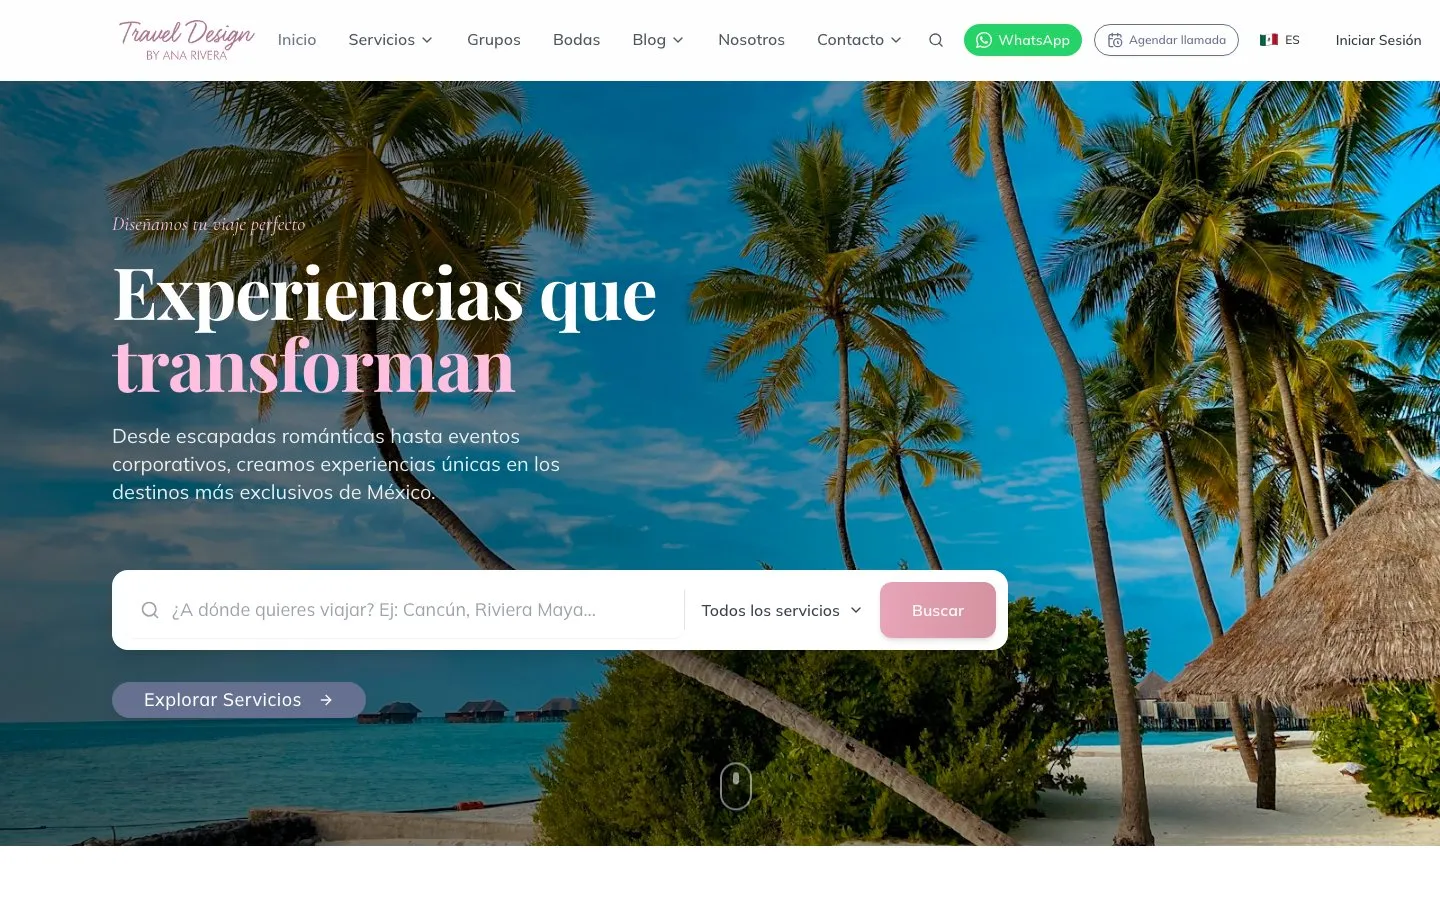 Travel Design
BY ANA RIVERA
Inicio
Servicios
Grupos
Bodas
Blog
Nosotros
Contacto
WhatsApp
Agendar llamada
ES
Iniciar Sesión
Diseñamos tu viaje perfecto
Experiencias que
transforman
Desde escapadas románticas hasta eventos
corporativos, creamos experiencias únicas en los
destinos más exclusivos de México.
¿A dónde quieres viajar? Ej: Cancún, Riviera Maya...
Todos los servicios
Buscar
Explorar Servicios